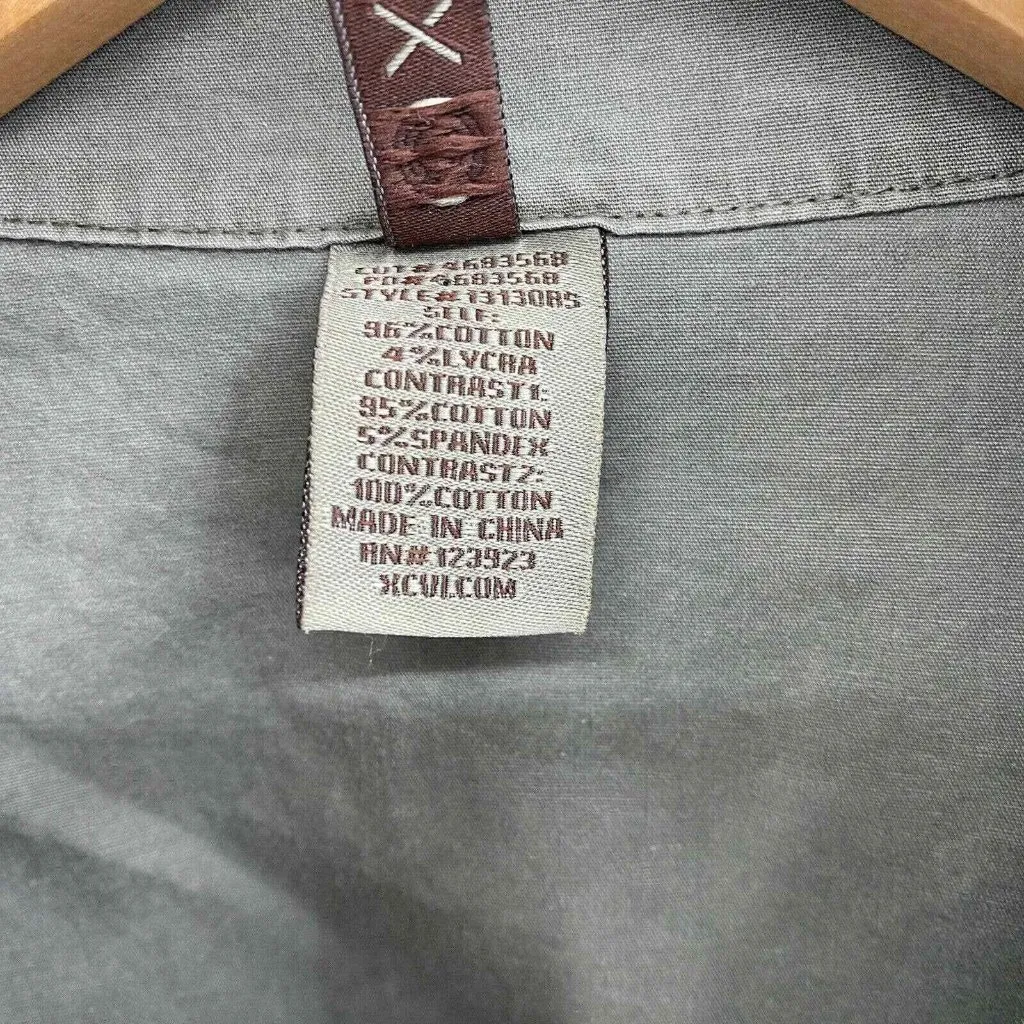 X
CUT# 4683568
PO# 4683568
STYLE# 13130RS
SELF:
96%COTTON
4%LYCRA
CONTRAST1:
95%COTTON
5%SPANDEX
CONTRAST2:
100%COTTON
MADE IN CHINA
RN#123923
XCVI.COM